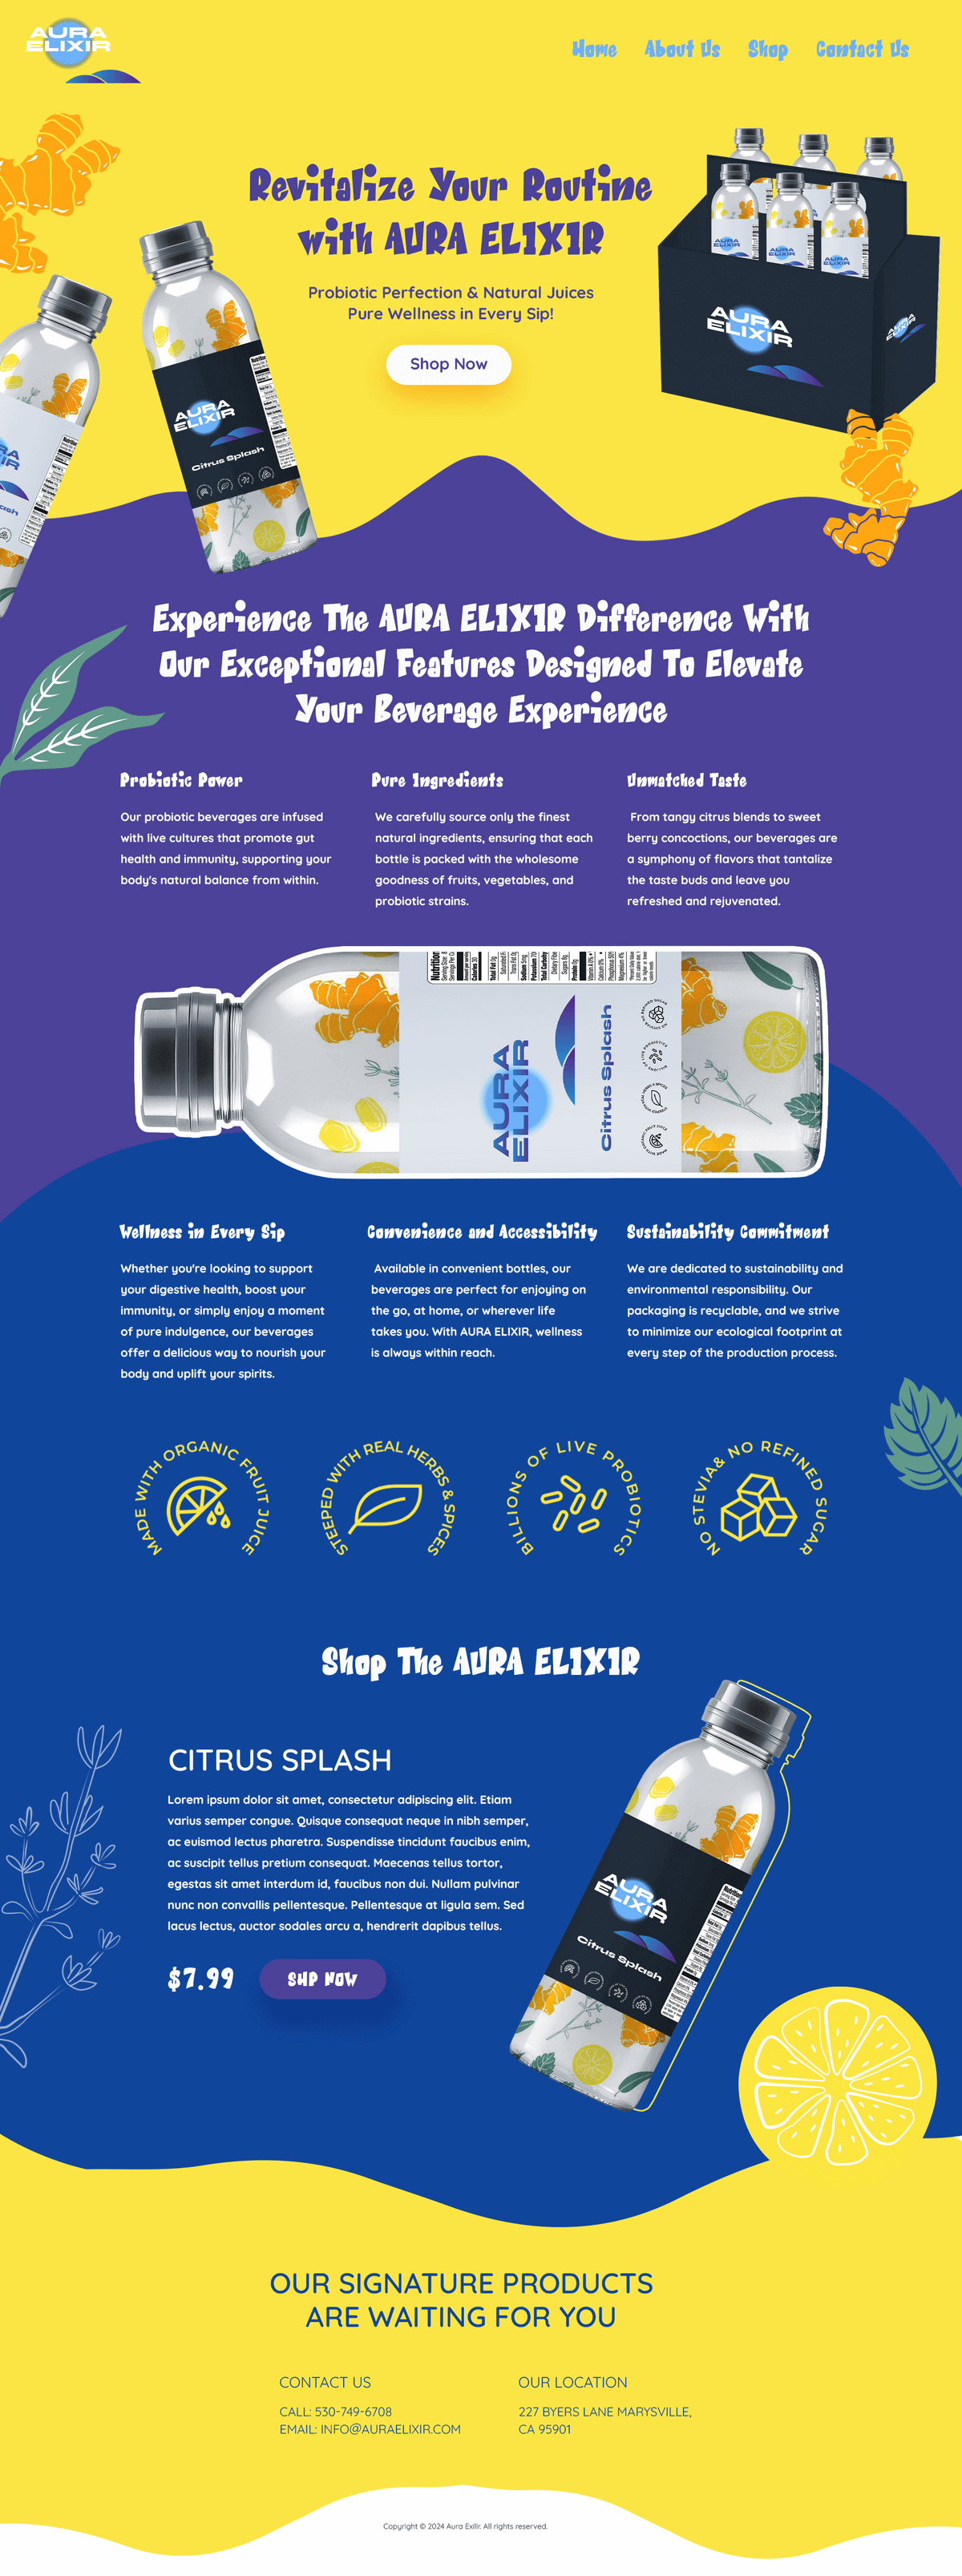 AURA
ELIXIR
Home About Us Shop Contact Us
Revitalize Your Routine
with AURA ELIXIR
Probiotic Perfection & Natural Juices
Pure Wellness in Every Sip!
Shop Now
AURA
ELIXIR
AURA
ELIXIR
AURA
ELIXIR
AURA
ELIXIR
AURA
ELIXIR
AURA
ELIXIR
Citrus Splash
Experience The AURA ELIXIR Difference With
Our Exceptional Features Designed To Elevate
Your Beverage Experience
Probiotic Power
Our probiotic beverages are infused
with live cultures that promote gut
health and immunity, supporting your
body's natural balance from within.
Pure Ingredients
We carefully source only the finest
natural ingredients, ensuring that each
bottle is packed with the wholesome
goodness of fruits, vegetables, and
probiotic strains.
Unmatched Taste
From tangy citrus blends to sweet
berry concoctions, our beverages are
a symphony of flavors that tantalize
the taste buds and leave you
refreshed and rejuvenated.
AURA
ELIXIR
Citrus Splash
Wellness in Every Sip
Whether you're looking to support
your digestive health, boost your
immunity, or simply enjoy a moment
of pure indulgence, our beverages
offer a delicious way to nourish your
body and uplift your spirits.
Convenience and Accessibility
Available in convenient bottles, our
beverages are perfect for enjoying on
the go, at home, or wherever life
takes you. With AURA ELIXIR, wellness
is always within reach.
Sustainability Commitment
We are dedicated to sustainability and
environmental responsibility. Our
packaging is recyclable, and we strive
to minimize our ecological footprint at
every step of the production process.
MADE WITH ORGANIC FRUIT JUICE
STEEPED WITH REAL HERBS & SPICES
BILLIONS OF LIVE PROBIOTICS
NO STEVIA& NO REFINED SUGAR
Shop The AURA ELIXIR
CITRUS SPLASH
Lorem ipsum dolor sit amet, consectetur adipiscing elit. Etiam
varius semper congue. Quisque consequat neque in nibh semper,
ac euismod lectus pharetra. Suspendisse tincidunt faucibus enim,
ac suscipit tellus pretium consequat. Maecenas tellus tortor,
egestas sit amet interdum id, faucibus non dui. Nullam pulvinar
nunc non convallis pellentesque. Pellentesque at ligula sem. Sed
lacus lectus, auctor sodales arcu a, hendrerit dapibus tellus.
$7.99
SHP NOW
AURA
ELIXIR
Citrus Splash
OUR SIGNATURE PRODUCTS
ARE WAITING FOR YOU
CONTACT US
CALL: 530-749-6708
EMAIL: INFO@AURAELIXIR.COM
OUR LOCATION
227 BYERS LANE MARYSVILLE,
CA 95901
Copyright © 2024 Aura Exilir. All rights reserved.